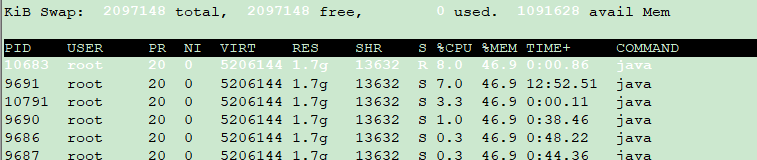 KiB Swap: 2097148 total, 2097148 free, 0 used. 1091628 avail Mem
PID USER PR NI VIRT RES SHR S %CPU %MEM TIME+ COMMAND
10683 root 20 0 5206144 1.7g 13632 R 8.0 46.9 0:00.86 java
9691 root 20 0 5206144 1.7g 13632 S 7.0 46.9 12:52.51 java
10791 root 20 0 5206144 1.7g 13632 S 3.3 46.9 0:00.11 java
9690 root 20 0 5206144 1.7g 13632 S 1.0 46.9 0:38.46 java
9686 root 20 0 5206144 1.7g 13632 S 0.3 46.9 0:48.22 java
9687 root 20 0 5206144 1.7g 13632 S 0.3 46.9 0:44.36 java